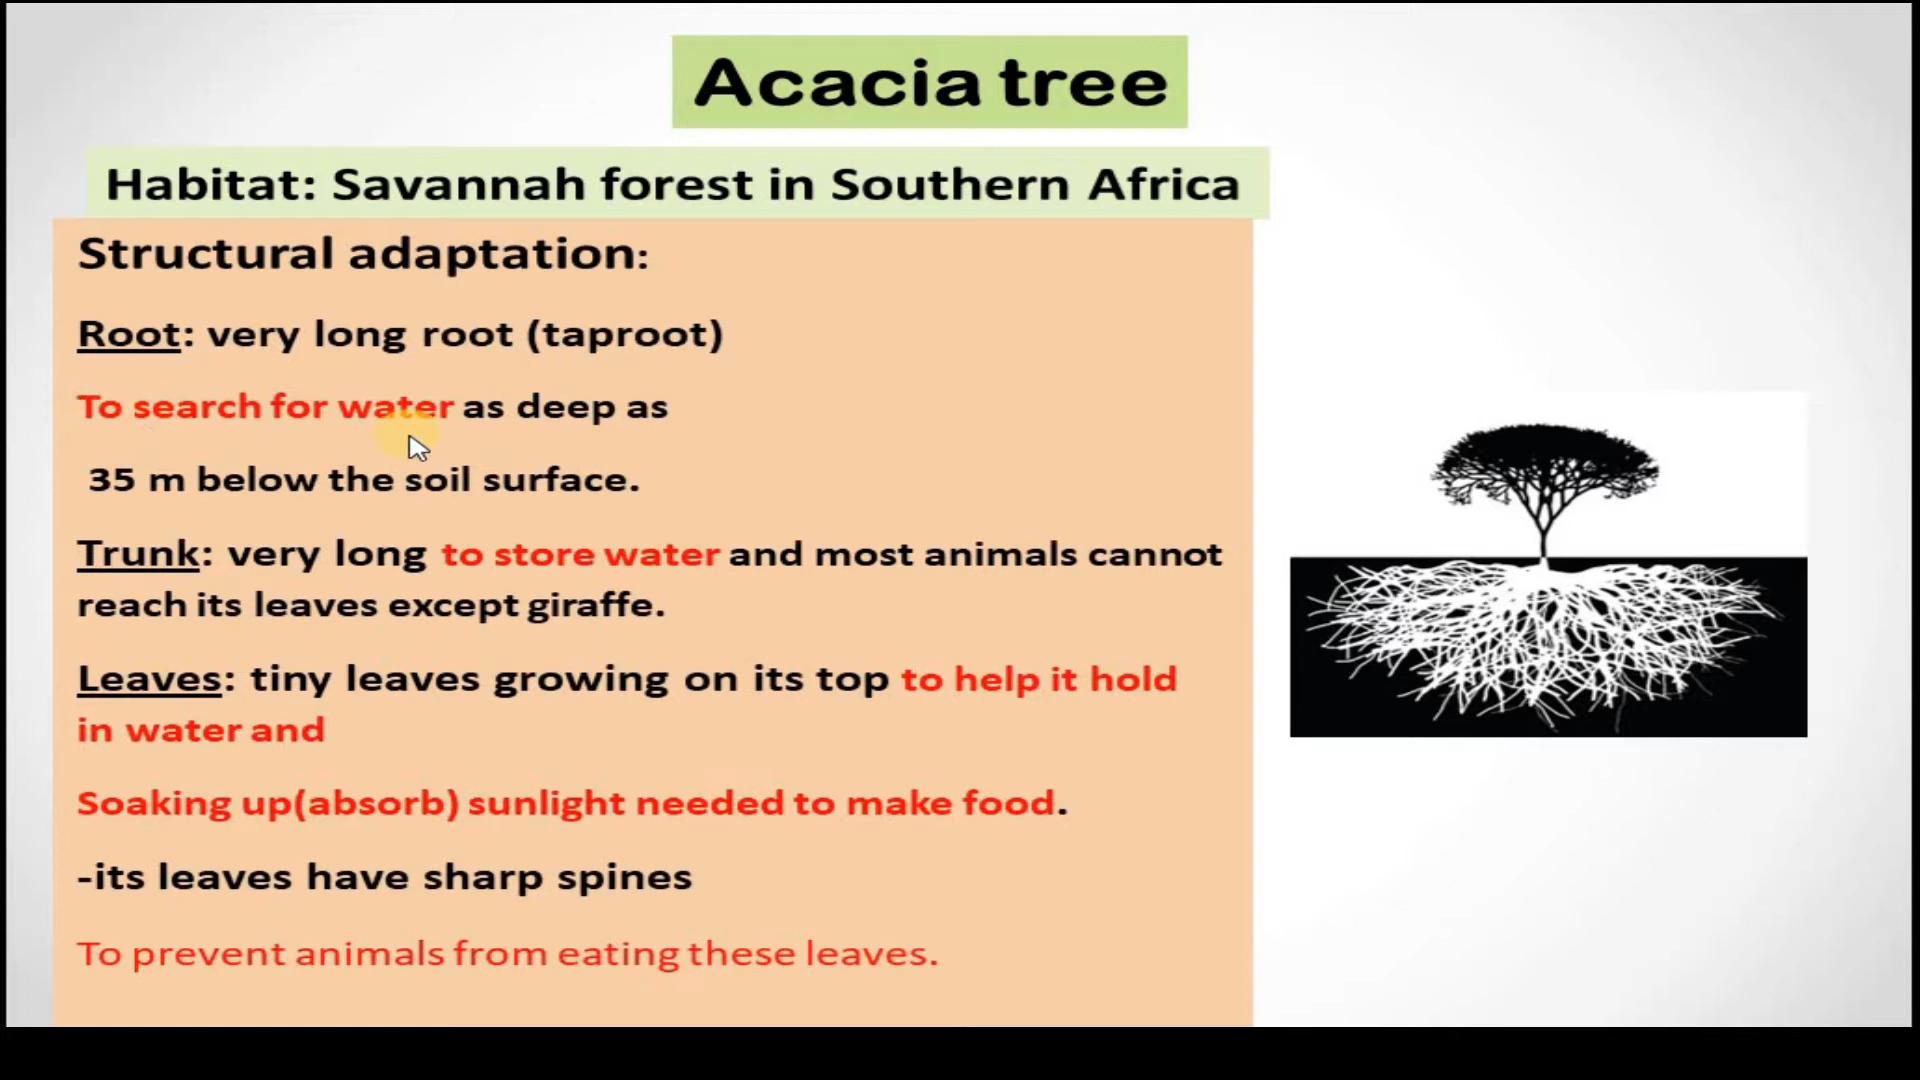 Acacia tree
Habitat: Savannah forest in Southern Africa
Structural adaptation:
Root: very long root (taproot)
To search for water as deep as
35 m below the soil surface.
Trunk: very long to store water and most animals cannot
reach its leaves except giraffe.
Leaves: tiny leaves growing on its top to help it hold
in water and
Soaking up(absorb) sunlight needed to make food.
-its leaves have sharp spines
To prevent animals from eating these leaves.